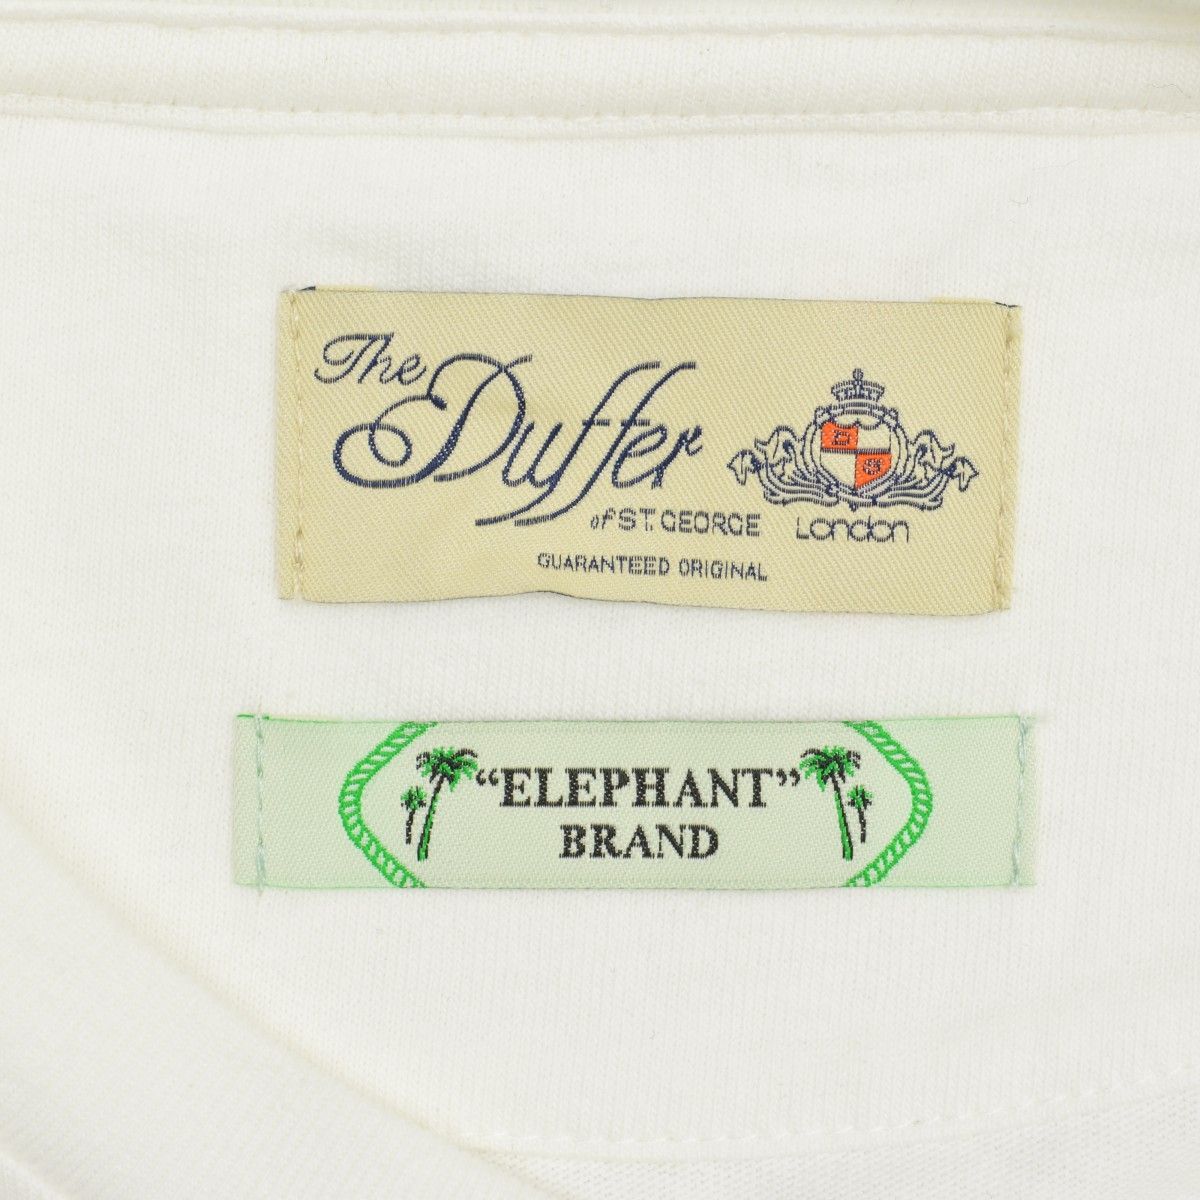 The Duffer
of ST. GEORGE
London
GUARANTEED ORIGINAL
D
G
“ELEPHANT”
BRAND